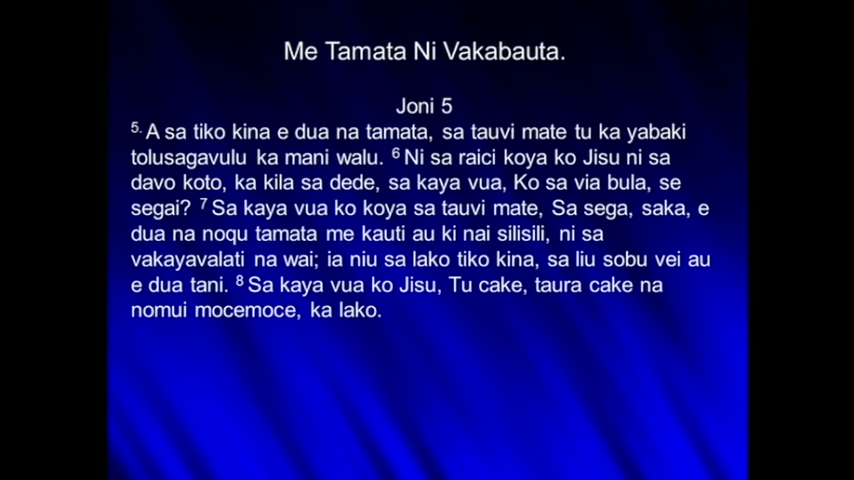 Me Tamata Ni Vakabauta.
Joni 5
5. A sa tiko kina e dua na tamata, sa tauvi mate tu ka yabaki
tolusagavulu ka mani walu. 6 Ni sa raici koya ko Jisu ni sa
davo koto, ka kila sa dede, sa kaya vua, Ko sa via bula, se
segai? 7 Sa kaya vua ko koya sa tauvi mate, Sa sega, saka, e
dua na noqu tamata me kauti au ki nai silisili, ni sa
vakayavalati na wai; ia niu sa lako tiko kina, sa liu sobu vei au
e dua tani. 8 Sa kaya vua ko Jisu, Tu cake, taura cake na
nomui mocemoce, ka lako.